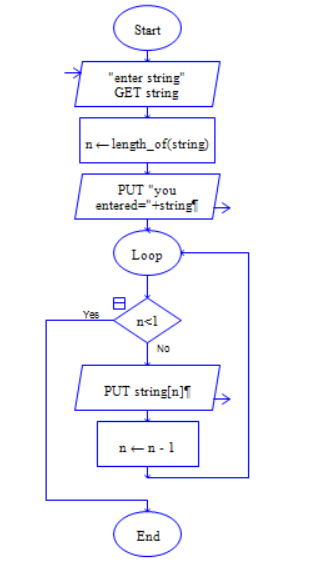 Start
"enter string"
GET string
n ← length_of(string)
PUT "you
entered="+string¶
Loop
Yes
n<1
No
PUT string[n]¶
n ← n - 1
End